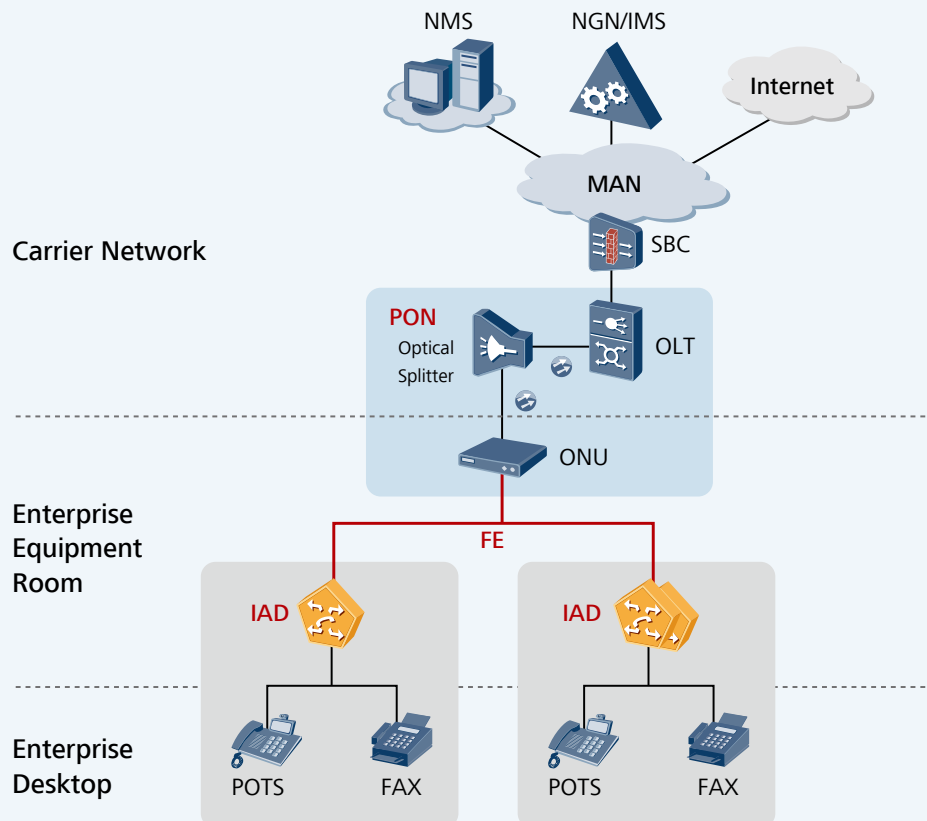 NMS
NGN/IMS
Internet
MAN
Carrier Network
SBC
PON
Optical
Splitter
OLT
ONU
Enterprise
Equipment
Room
FE
IAD
IAD
Enterprise
Desktop
POTS
FAX
POTS
FAX